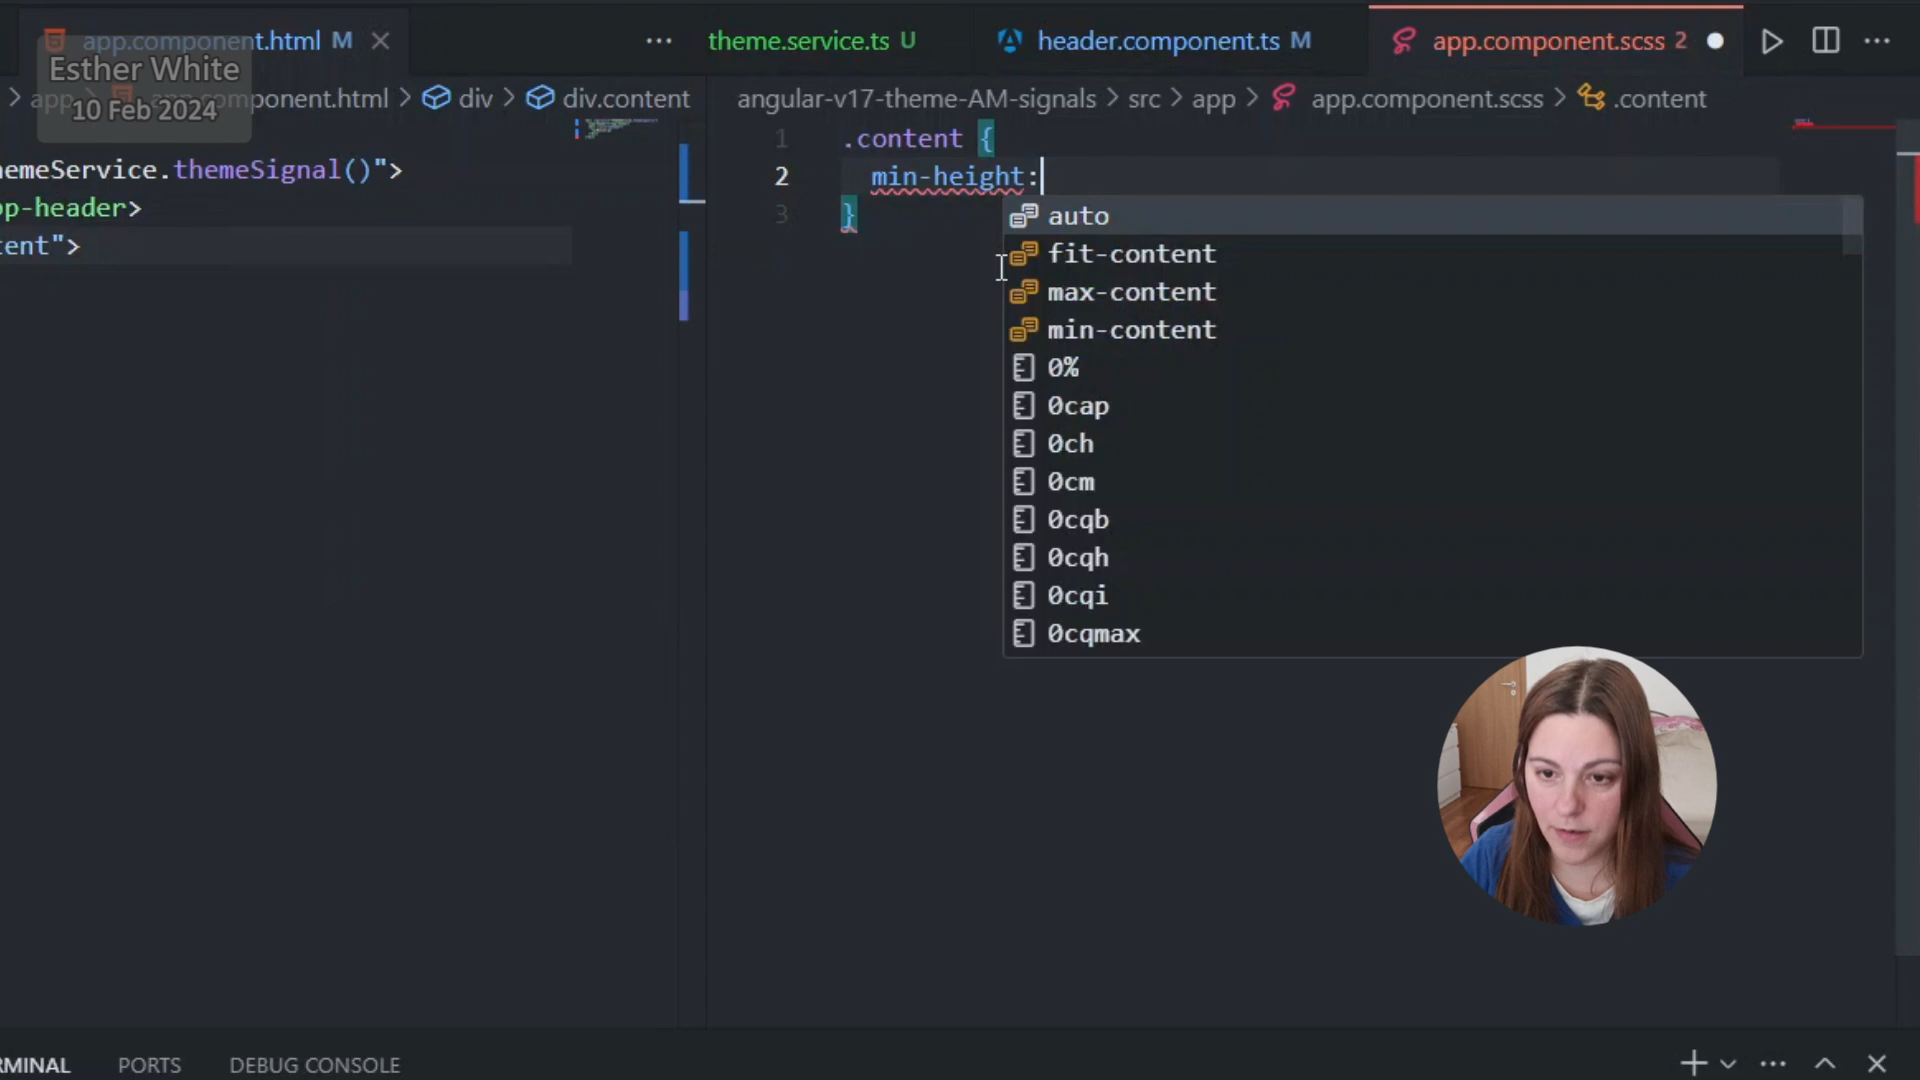 app.component.html M
theme.service.ts U
header.component.ts M
app.component.scss 2
Esther White
10 Feb 2024
component.html > div > div.content
angular-v17-theme-AM-signals > src > app > app.component.scss > .content
emeService.themeSignal()">
pp-header>
tent">
1 .content {
2 min-height:
3 }
auto
fit-content
max-content
min-content
0%
0cap
0ch
0cm
0cqb
0cqh
0cqi
0cqmax
RMINAL
PORTS
DEBUG CONSOLE